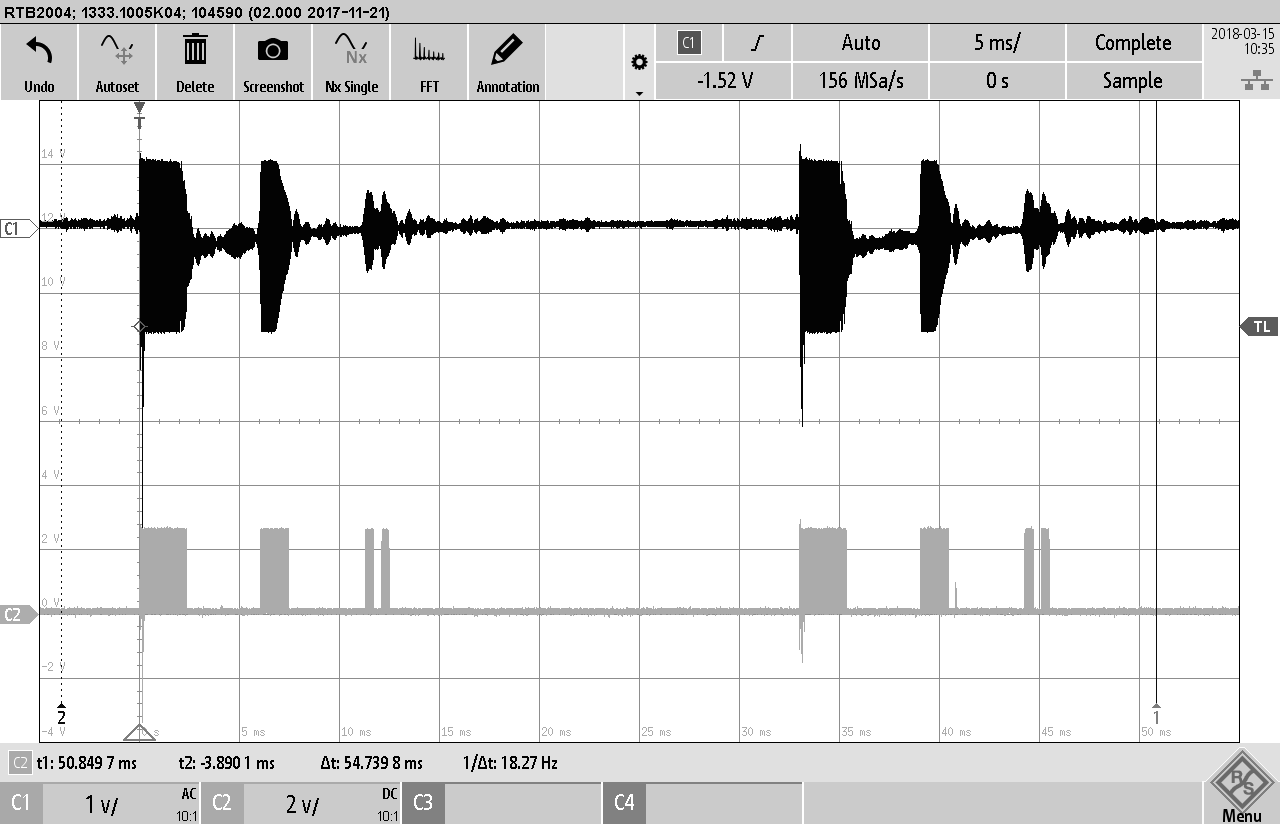 RTB2004; 1333.1005K04; 104590 (02.000 2017-11-21)
Undo Autoset Delete Screenshot Nx Single FFT Annotation
Nx
C1 Auto 5 ms/ Complete
-1.52 V 156 MSa/s 0 s Sample
2018-03-15
10:35
T
14 V
12 V
C1
10 V
TL
8 V
6 V
4 V
2 V
0 V
C2
-2 V
2
1
-4 V 0 s 5 ms 10 ms 15 ms 20 ms 25 ms 30 ms 35 ms 40 ms 45 ms 50 ms
C2 t1: 50.849 7 ms t2: -3.890 1 ms Δt: 54.739 8 ms 1/Δt: 18.27 Hz
C1 1 V/ AC 10:1 C2 2 V/ DC 10:1 C3 C4
R S
Menu